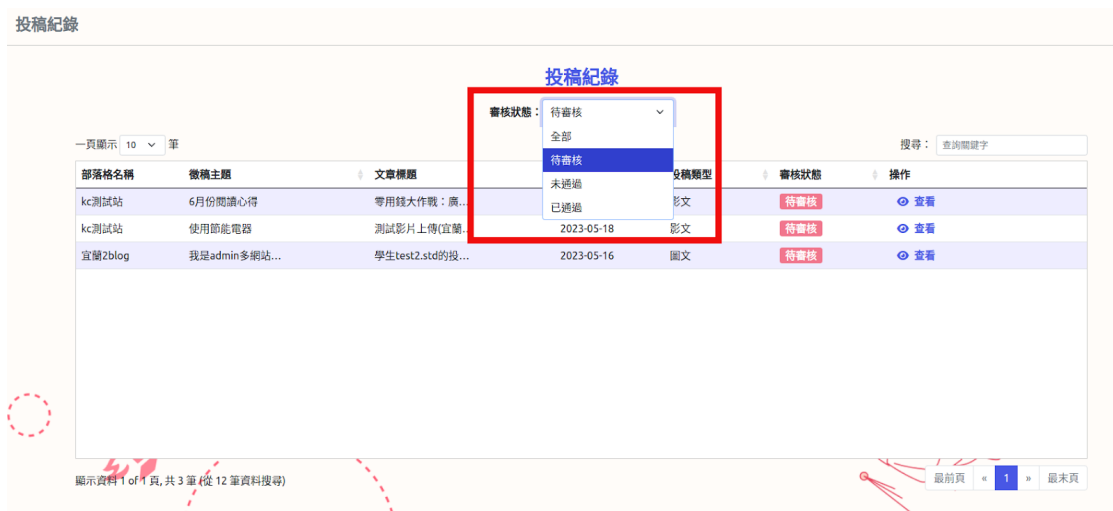 投稿紀錄
投稿紀錄
審核狀態： 待審核
全部
待審核
未通過
已通過
一頁顯示 10 筆 搜尋： 查詢關鍵字
部落格名稱 徵稿主題 文章標題 投稿類型 審核狀態 操作
kc測試站 6月份閱讀心得 零用錢大作戰：廣... 影文 待審核 查看
kc測試站 使用節能電器 測試影片上傳(宜蘭... 2023-05-18 影文 待審核 查看
宜蘭2blog 我是admin多網站... 學生test2.std的投... 2023-05-16 圖文 待審核 查看
顯示資料 1 of 1 頁, 共 3 筆 (從 12 筆資料搜尋) 最前頁 « 1 » 最末頁